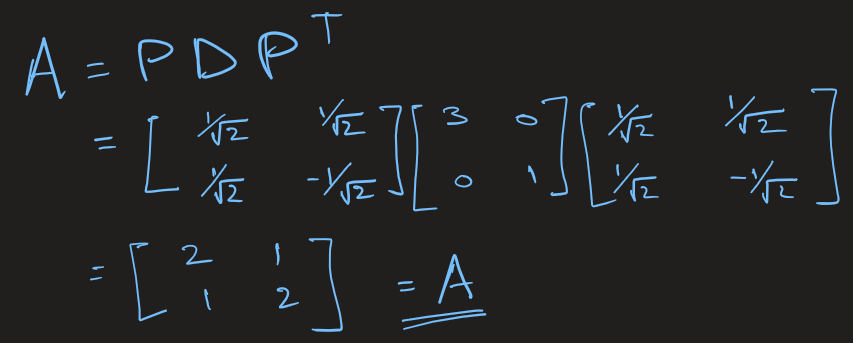 A = P D P^T
= [ 1/√2 1/√2 ; 1/√2 -1/√2 ] [ 3 0 ; 0 1 ] [ 1/√2 1/√2 ; 1/√2 -1/√2 ]
= [ 2 1 ; 1 2 ] = A